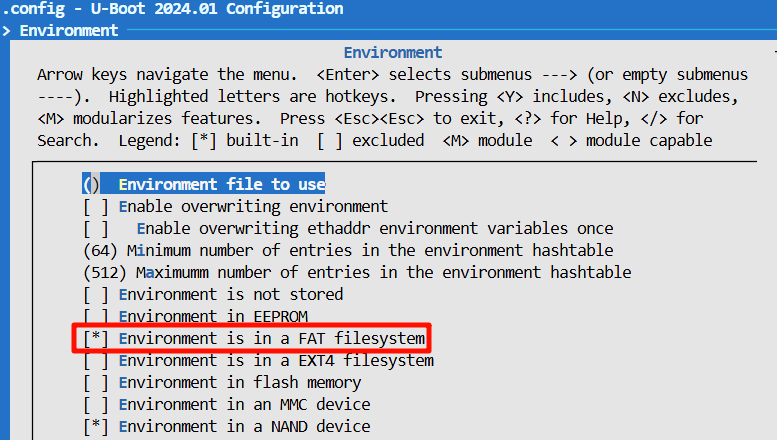 .config - U-Boot 2024.01 Configuration
> Environment
Environment
Arrow keys navigate the menu.  <Enter> selects submenus ---> (or empty submenus
----).  Highlighted letters are hotkeys.  Pressing <Y> includes, <N> excludes,
<M> modularizes features.  Press <Esc><Esc> to exit, <?> for Help, </> for
Search.  Legend: [*] built-in  [ ] excluded  <M> module  < > module capable
()  Environment file to use
[ ] Enable overwriting environment
[ ]   Enable overwriting ethaddr environment variables once
(64) Minimum number of entries in the environment hashtable
(512) Maximumm number of entries in the environment hashtable
[ ] Environment is not stored
[ ] Environment in EEPROM
[*] Environment is in a FAT filesystem
[ ] Environment is in a EXT4 filesystem
[ ] Environment in flash memory
[ ] Environment in an MMC device
[*] Environment in a NAND device